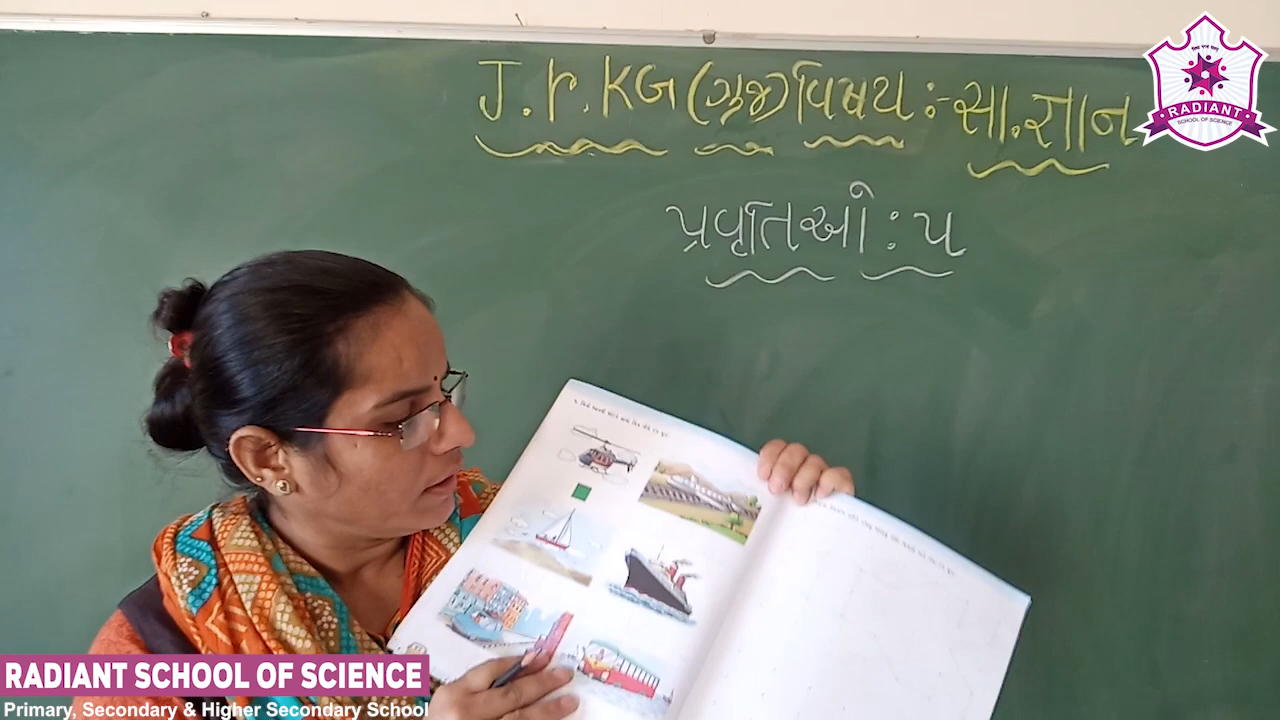 J.r.KG (ગુજ) વિષય :- સા.જ્ઞાન
પ્રવૃતિઓ : ૫
RADIANT
SCHOOL OF SCIENCE
RADIANT SCHOOL OF SCIENCE
Primary, Secondary & Higher Secondary School